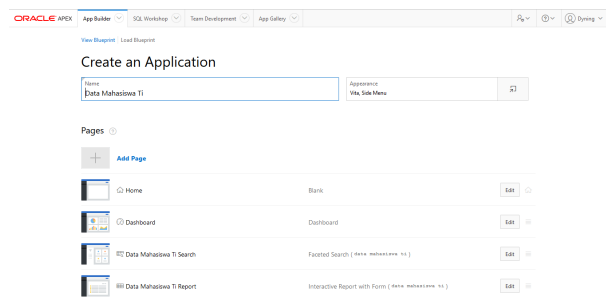 ORACLE APEX App Builder SQL Workshop Team Development App Gallery Dyning
View Blueprint Load Blueprint
Create an Application
Name
Data Mahasiswa Ti
Appearance
Vita, Side Menu
Pages
Add Page
Home Blank Edit
Dashboard Dashboard Edit
Data Mahasiswa Ti Search Faceted Search ( data mahasiswa ti ) Edit
Data Mahasiswa Ti Report Interactive Report with Form ( data mahasiswa ti ) Edit